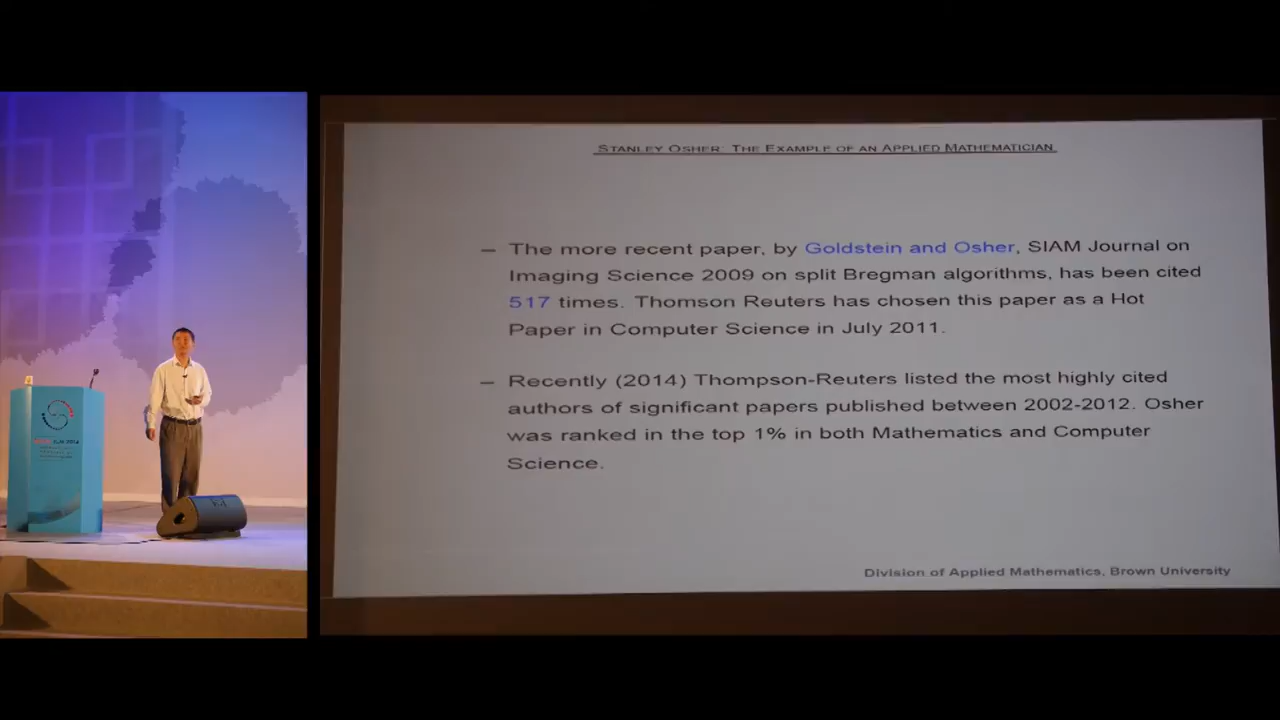 STANLEY OSHER: THE EXAMPLE OF AN APPLIED MATHEMATICIAN
– The more recent paper, by Goldstein and Osher, SIAM Journal on
Imaging Science 2009 on split Bregman algorithms, has been cited
517 times. Thomson Reuters has chosen this paper as a Hot
Paper in Computer Science in July 2011.
– Recently (2014) Thompson-Reuters listed the most highly cited
authors of significant papers published between 2002-2012. Osher
was ranked in the top 1% in both Mathematics and Computer
Science.
Division of Applied Mathematics, Brown University